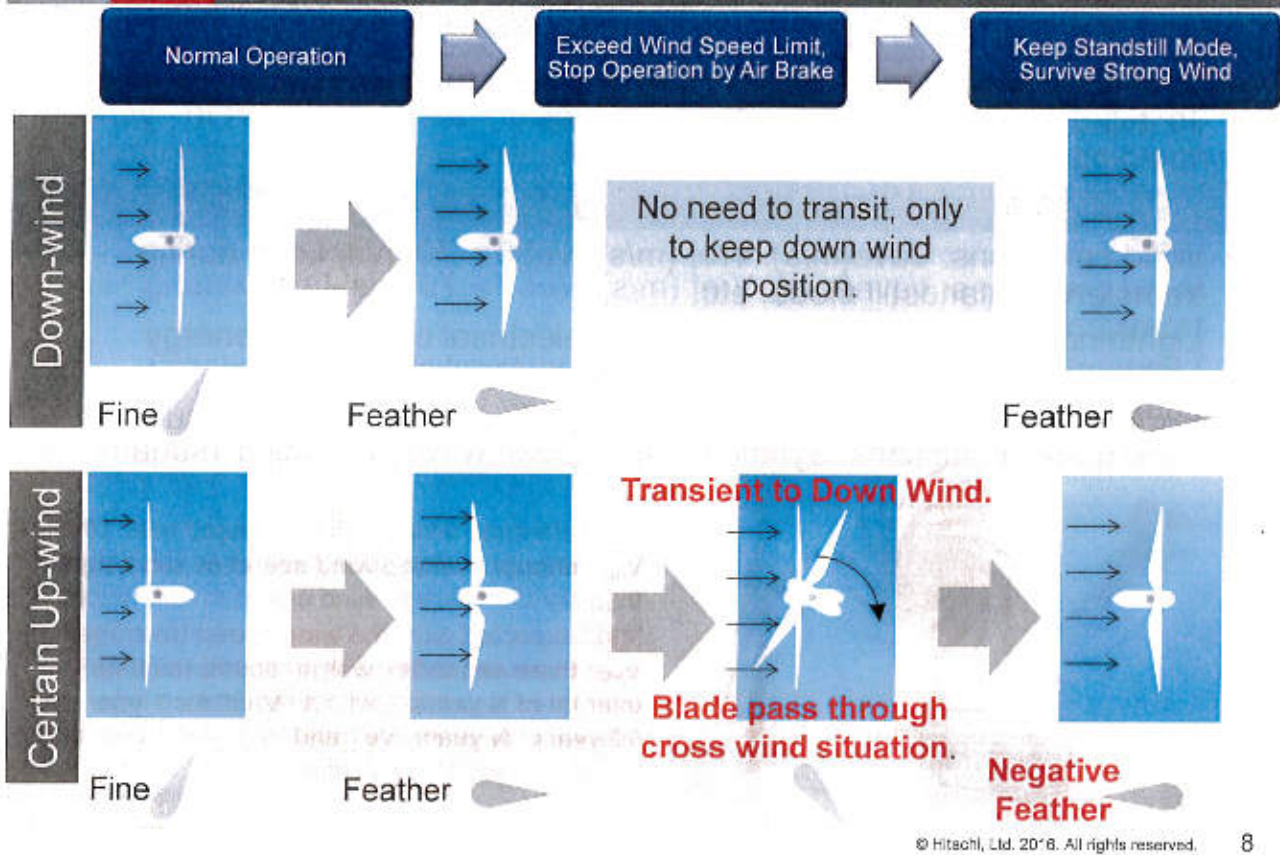 Normal Operation
Exceed Wind Speed Limit,
Stop Operation by Air Brake
Keep Standstill Mode,
Survive Strong Wind
Down-wind
No need to transit, only
to keep down wind
position.
Fine
Feather
Feather
Certain Up-wind
Transient to Down Wind.
Blade pass through
cross wind situation.
Fine
Feather
Negative
Feather
© Hitachi, Ltd. 2016. All rights reserved. 8